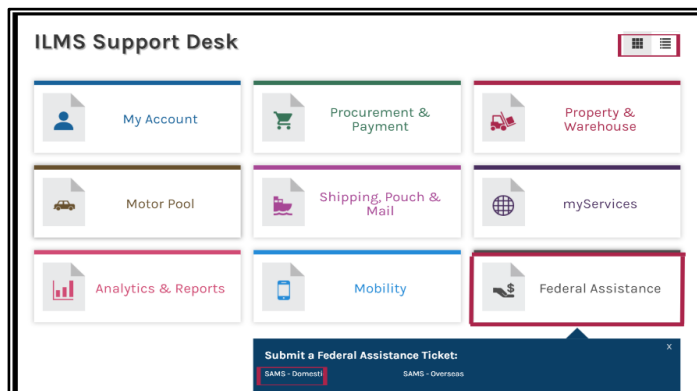 ILMS Support Desk
My Account
Procurement &
Payment
Property &
Warehouse
Motor Pool
Shipping, Pouch &
Mail
myServices
Analytics & Reports
Mobility
Federal Assistance
Submit a Federal Assistance Ticket:
x
SAMS - Domesti
SAMS - Overseas